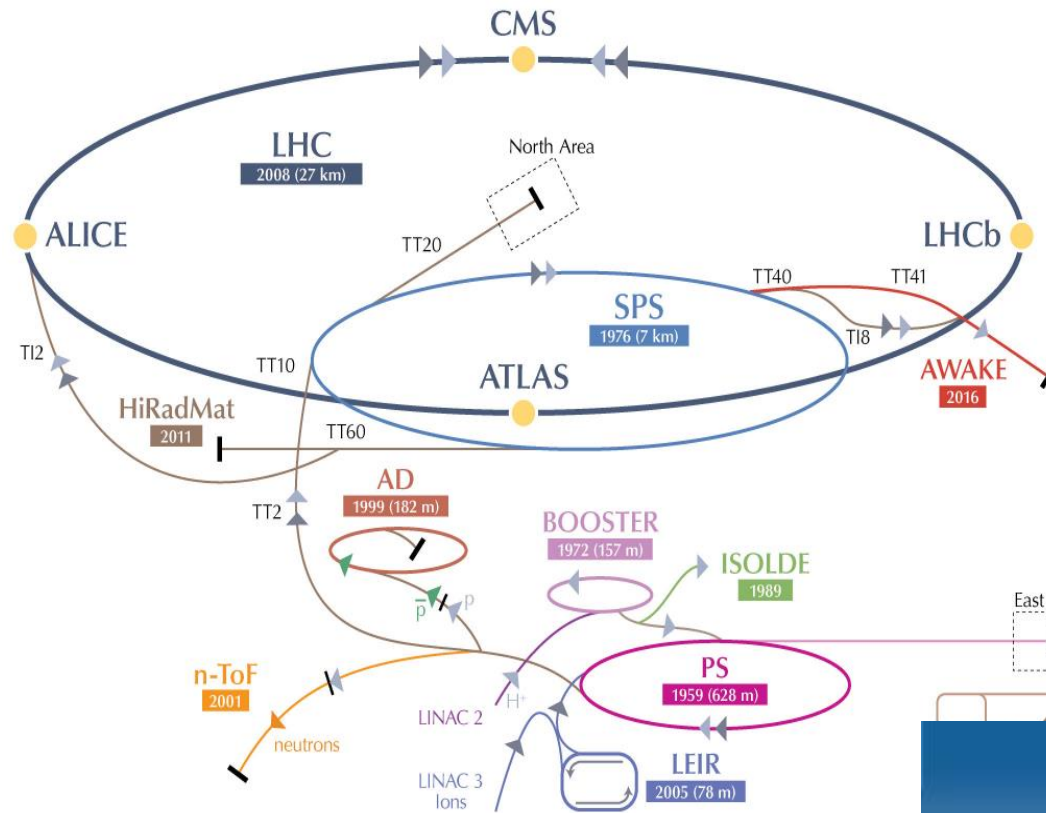 CMS
LHC
2008 (27 km)
North Area
ALICE
LHCb
TT20
TT40
TT41
SPS
1976 (7 km)
TI8
TI2
TT10
ATLAS
AWAKE
2016
HiRadMat
2011
TT60
AD
1999 (182 m)
TT2
BOOSTER
1972 (157 m)
ISOLDE
1989
p̄
p
East
n-ToF
2001
PS
1959 (628 m)
LINAC 2
H⁺
neutrons
LEIR
2005 (78 m)
LINAC 3
Ions